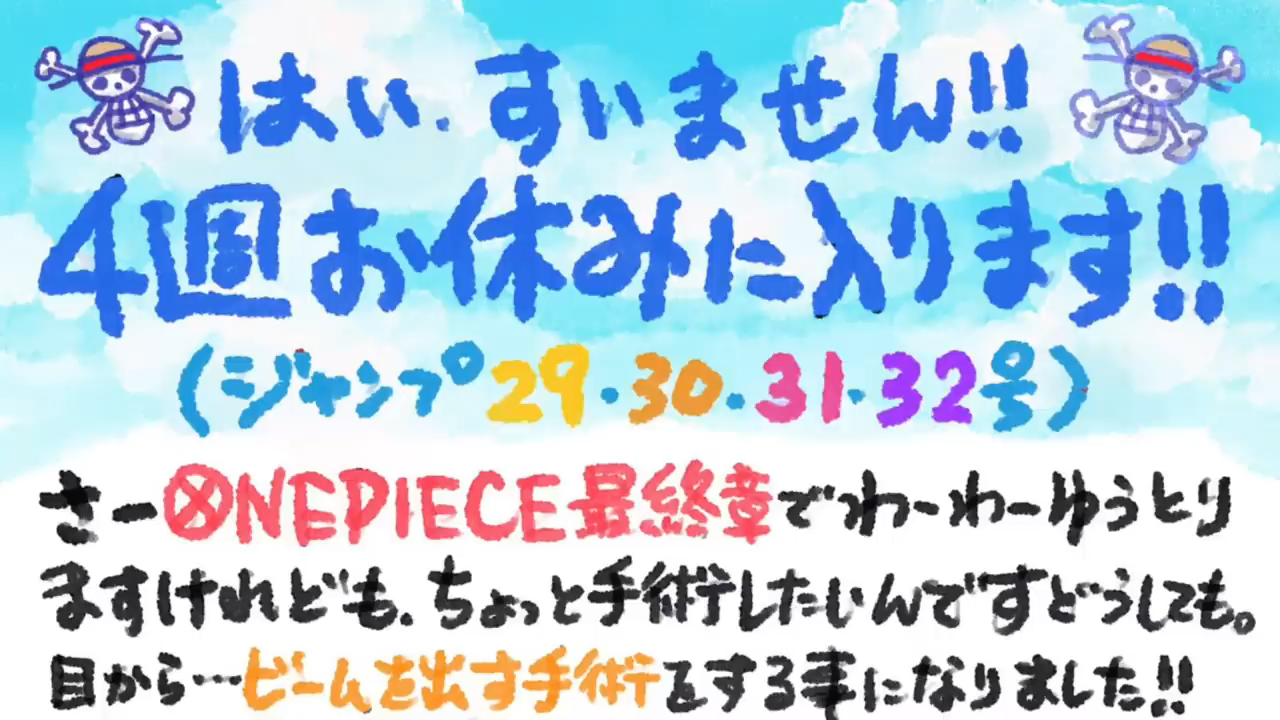 はい、すいません!!
4週お休みに入ります!!
(ジャンプ29・30・31・32号)
さーONEPIECE最終章でわーわーゆうとり
ますけれども、ちょっと手術したいんですどうしても。
目から…ビームを出す手術をする事になりました!!